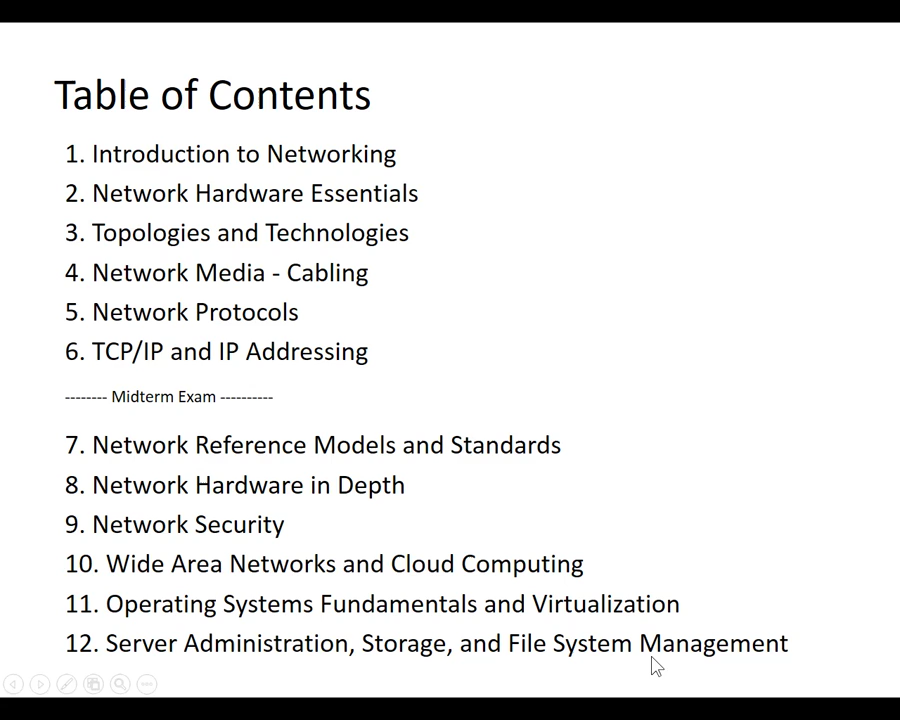 Table of Contents
1. Introduction to Networking
2. Network Hardware Essentials
3. Topologies and Technologies
4. Network Media - Cabling
5. Network Protocols
6. TCP/IP and IP Addressing
-------- Midterm Exam ----------
7. Network Reference Models and Standards
8. Network Hardware in Depth
9. Network Security
10. Wide Area Networks and Cloud Computing
11. Operating Systems Fundamentals and Virtualization
12. Server Administration, Storage, and File System Management